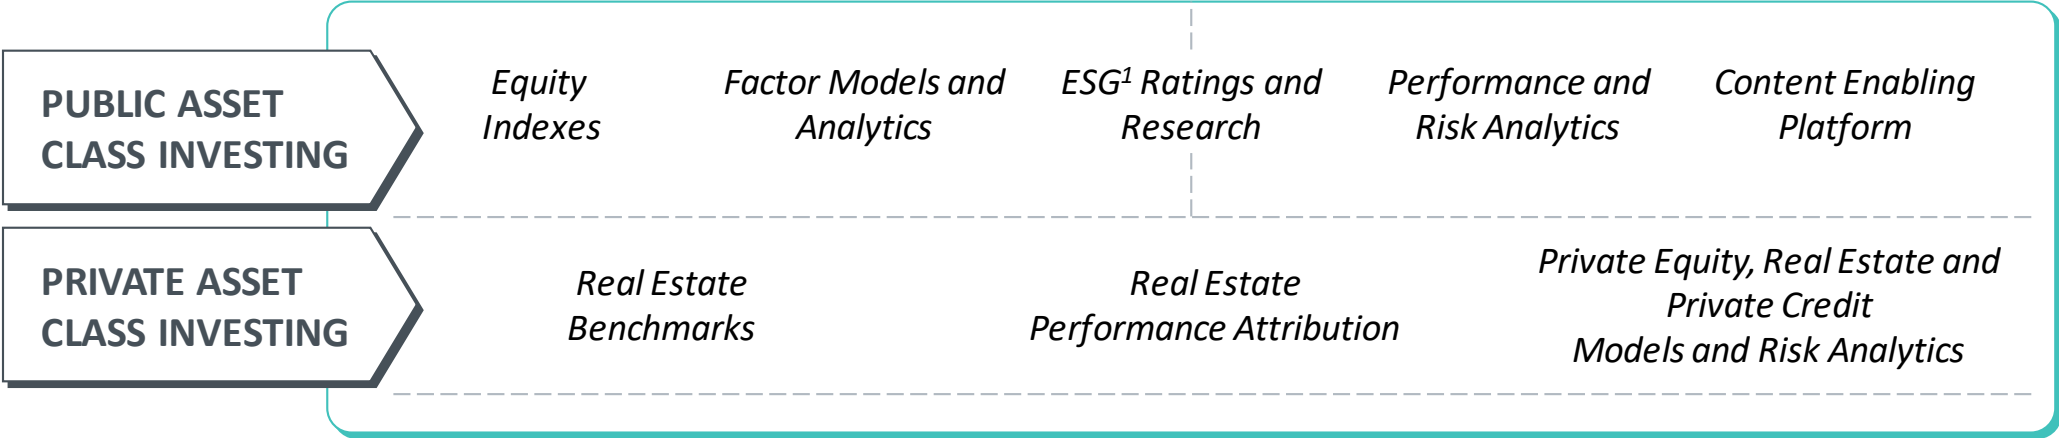 PUBLIC ASSET
CLASS INVESTING
Equity
Indexes
Factor Models and
Analytics
ESG¹ Ratings and
Research
Performance and
Risk Analytics
Content Enabling
Platform
PRIVATE ASSET
CLASS INVESTING
Real Estate
Benchmarks
Real Estate
Performance Attribution
Private Equity, Real Estate and
Private Credit
Models and Risk Analytics